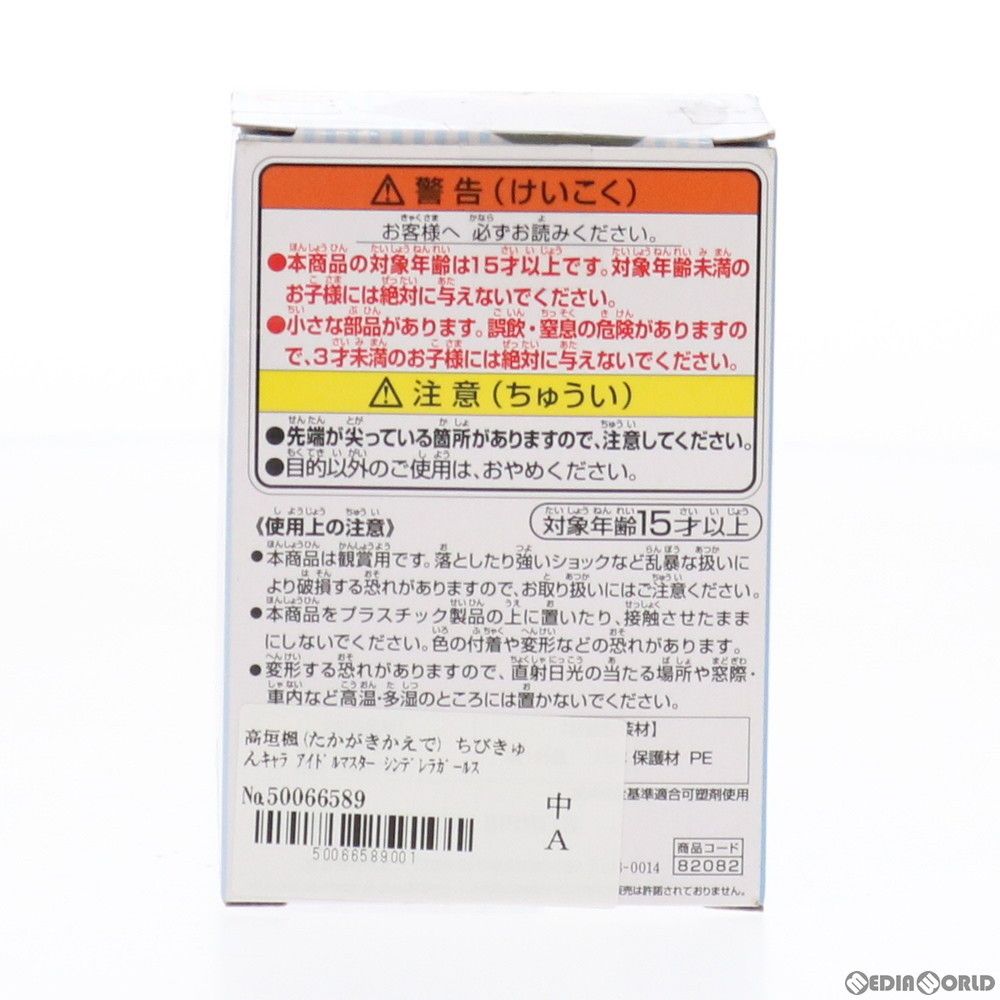 ⚠ 警告(けいこく)
お客様へ 必ずお読みください。
●本商品の対象年齢は15才以上です。対象年齢未満の
お子様には絶対に与えないでください。
●小さな部品があります。誤飲・窒息の危険がありますの
で、3才未満のお子様には絶対に与えないでください。
⚠ 注意(ちゅうい)
●先端が尖っている箇所がありますので、注意してください。
●目的以外のご使用は、おやめください。
《使用上の注意》
対象年齢15才以上
●本商品は観賞用です。落としたり強いショックなど乱暴な扱いに
より破損する恐れがありますので、お取り扱いにはご注意ください。
●本商品をプラスチック製品の上に置いたり、接触させたまま
にしないでください。色の付着や変形などの恐れがあります。
●変形する恐れがありますので、直射日光の当たる場所や窓際・
車内など高温・多湿のところには置かないでください。
材】
保護材 PE
基準適合可塑剤使用
高垣楓(たかがきかえで) ちびきゅ
んキャラ アイドルマスター シンデレラガールズ
No.50066589
中
A
50066589001
商品コード
82082
-0014
売は許諾されておりません。
MEDIAWORLD